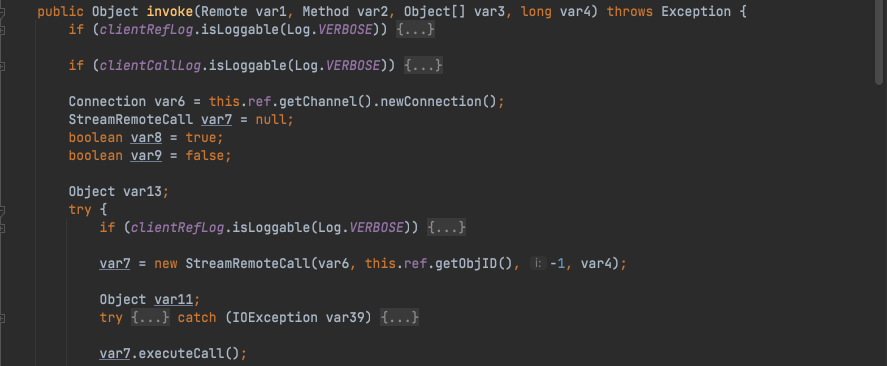 public Object invoke(Remote var1, Method var2, Object[] var3, long var4) throws Exception {
if (clientRefLog.isLoggable(Log.VERBOSE)) {...}
if (clientCallLog.isLoggable(Log.VERBOSE)) {...}
Connection var6 = this.ref.getChannel().newConnection();
StreamRemoteCall var7 = null;
boolean var8 = true;
boolean var9 = false;
Object var13;
try {
if (clientRefLog.isLoggable(Log.VERBOSE)) {...}
var7 = new StreamRemoteCall(var6, this.ref.getObjID(), i: -1, var4);
Object var11;
try {...} catch (IOException var39) {...}
var7.executeCall();